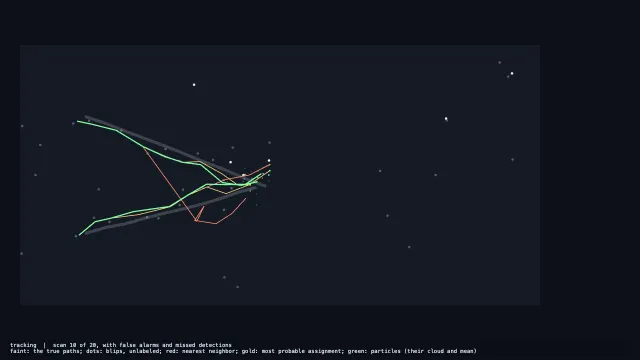 tracking | scan 10 of 20, with false alarms and missed detections
faint: the true paths; dots: blips, unlabeled; red: nearest neighbor; gold: most probable assignment; green: particles (their cloud and mean)